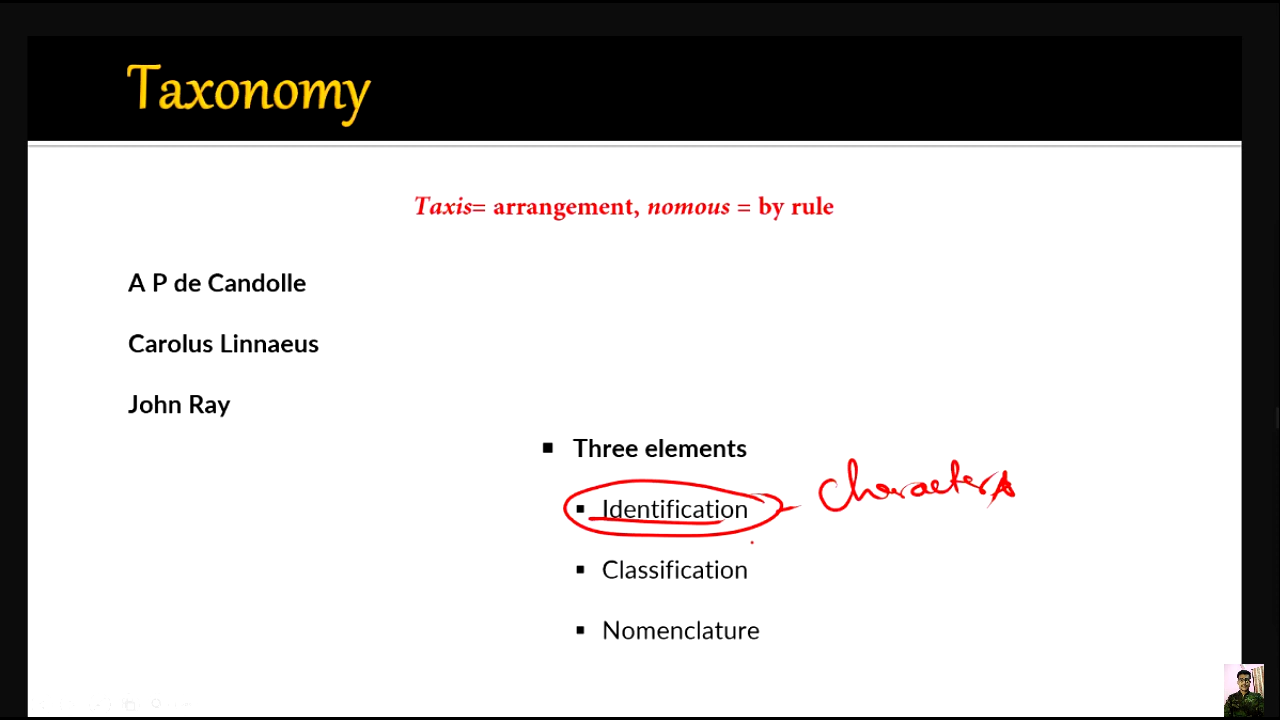 Taxonomy
Taxis= arrangement, nomous = by rule
A P de Candolle
Carolus Linnaeus
John Ray
Three elements
Identification - Characters
Classification
Nomenclature